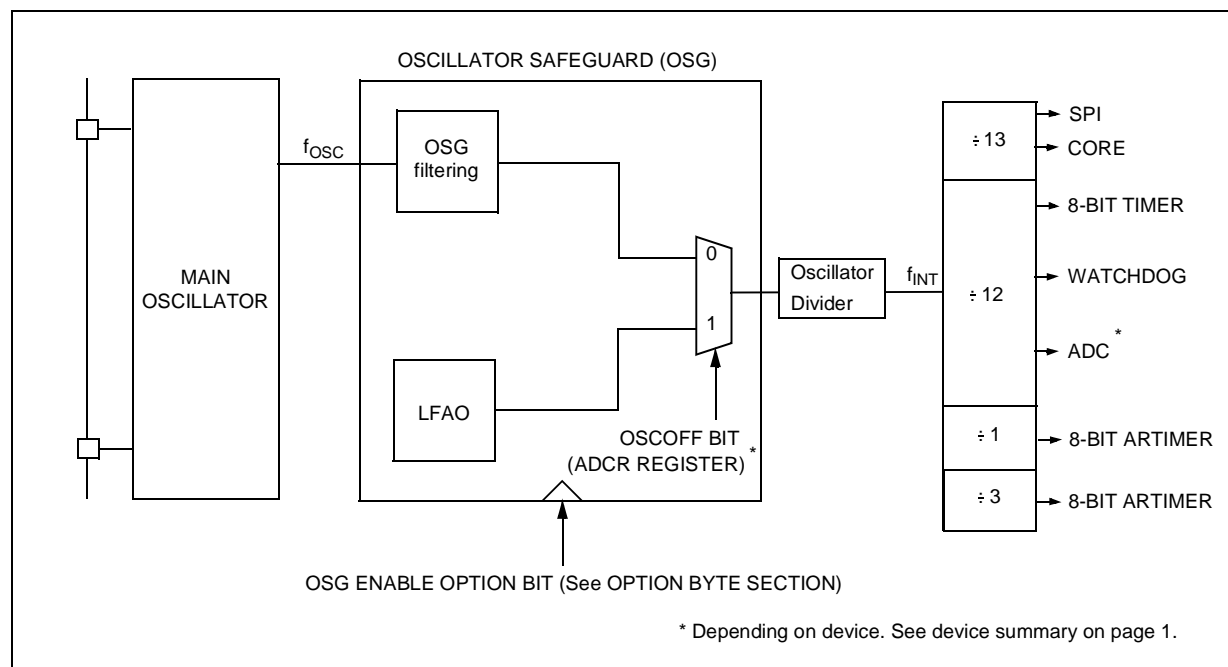 OSCILLATOR SAFEGUARD (OSG)
MAIN
OSCILLATOR
fOSC
OSG
filtering
LFAO
0
1
OSCOFF BIT
(ADCR REGISTER) *
Oscillator
Divider
fINT
÷ 13
÷ 12
÷ 1
÷ 3
SPI
CORE
8-BIT TIMER
WATCHDOG
ADC *
8-BIT ARTIMER
8-BIT ARTIMER
OSG ENABLE OPTION BIT (See OPTION BYTE SECTION)
* Depending on device. See device summary on page 1.